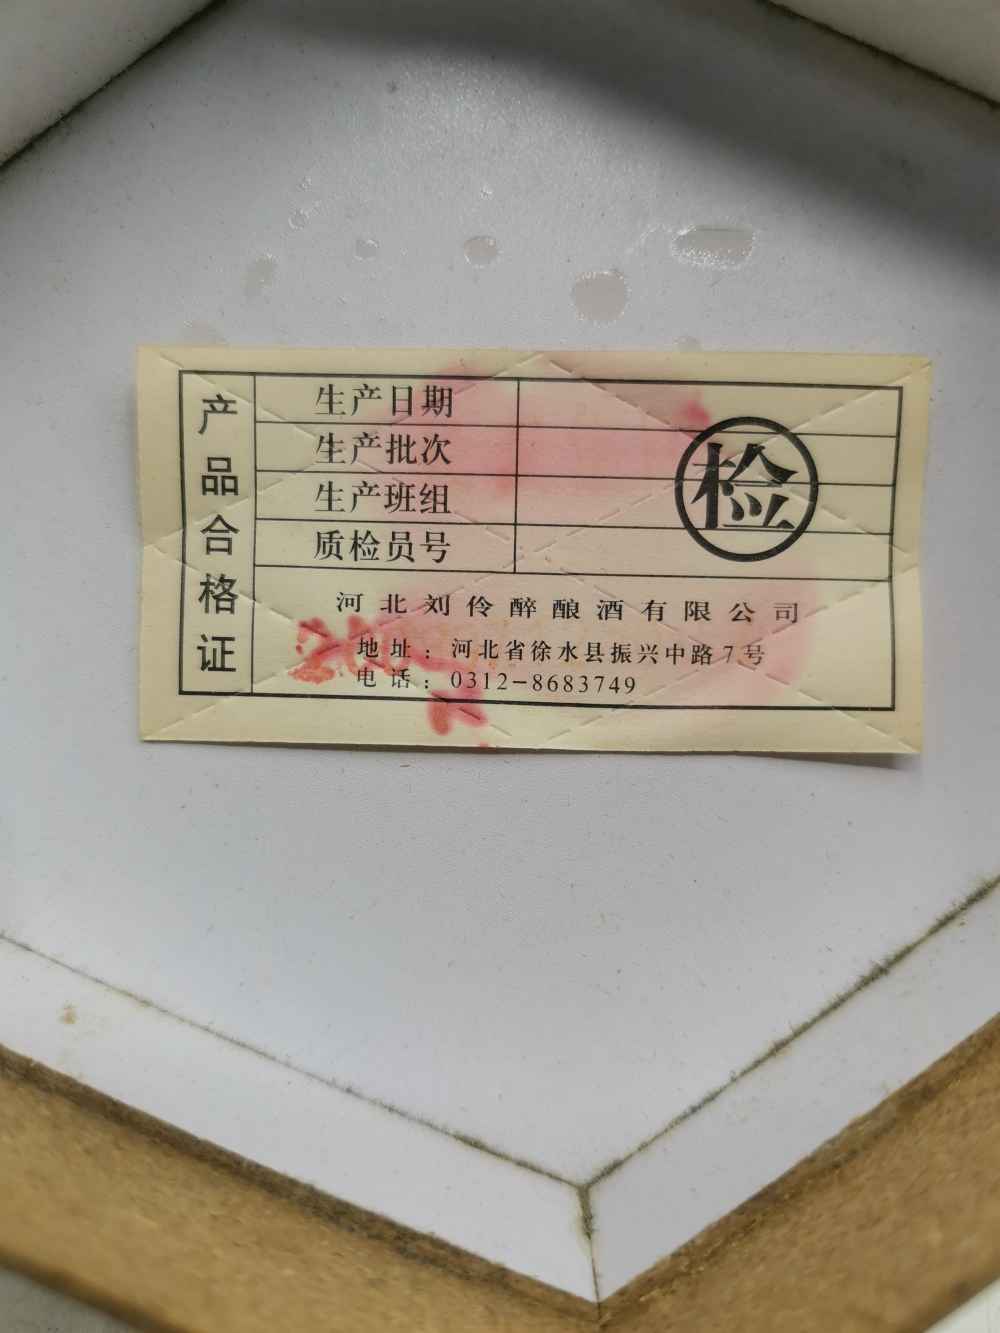 产品合格证
生产日期
生产批次
生产班组
质检员号
检
河北刘伶醉酿酒有限公司
地址：河北省徐水县振兴中路7号
电话：0312-8683749